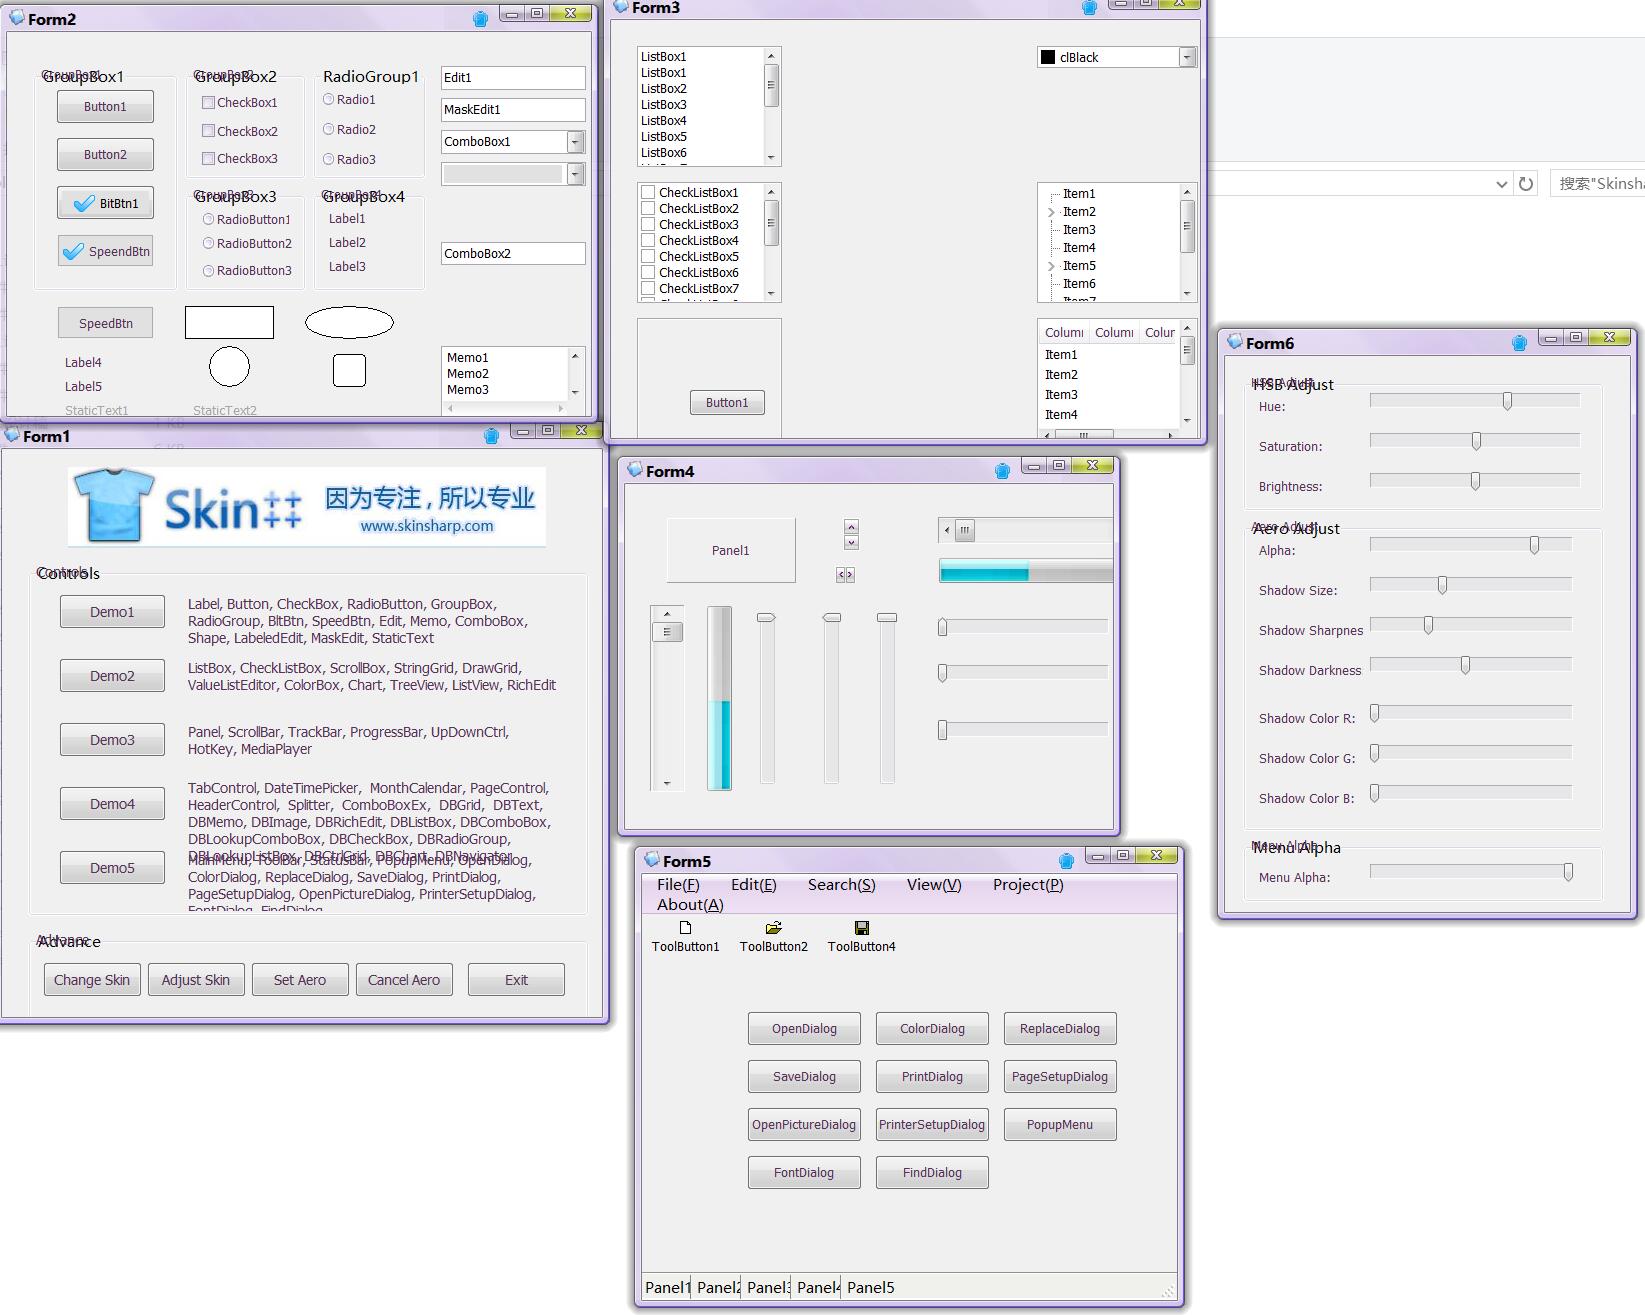 Form2
GroupBox1
Button1
Button2
BitBtn1
SpeendBtn
GroupBox2
CheckBox1
CheckBox2
CheckBox3
RadioGroup1
Radio1
Radio2
Radio3
GroupBox3
RadioButton1
RadioButton2
RadioButton3
GroupBox4
Label1
Label2
Label3
Edit1
MaskEdit1
ComboBox1
ComboBox2
SpeedBtn
Label4
Label5
StaticText1
StaticText2
Memo1
Memo2
Memo3
Form3
ListBox1
ListBox1
ListBox2
ListBox3
ListBox4
ListBox5
ListBox6
clBlack
CheckListBox1
CheckListBox2
CheckListBox3
CheckListBox4
CheckListBox5
CheckListBox6
CheckListBox7
Item1
Item2
Item3
Item4
Item5
Item6
Item7
Button1
Colum Colum Colur
Item1
Item2
Item3
Item4
搜索"Skinsha
Form1
Skin++
因为专注,所以专业
www.skinsharp.com
Controls
Demo1
Label, Button, CheckBox, RadioButton, GroupBox,
RadioGroup, BltBtn, SpeedBtn, Edit, Memo, ComboBox,
Shape, LabeledEdit, MaskEdit, StaticText
Demo2
ListBox, CheckListBox, ScrollBox, StringGrid, DrawGrid,
ValueListEditor, ColorBox, Chart, TreeView, ListView, RichEdit
Demo3
Panel, ScrollBar, TrackBar, ProgressBar, UpDownCtrl,
HotKey, MediaPlayer
Demo4
TabControl, DateTimePicker, MonthCalendar, PageControl,
HeaderControl, Splitter, ComboBoxEx, DBGrid, DBText,
DBMemo, DBImage, DBRichEdit, DBListBox, DBComboBox,
DBLookupComboBox, DBCheckBox, DBRadioGroup,
DBLookupListBox, DBCtrlGrid, DBChart, DBNavigator
Demo5
MainMenu, ToolBar, StatusBar, PopupMenu, OpenDialog,
ColorDialog, ReplaceDialog, SaveDialog, PrintDialog,
PageSetupDialog, OpenPictureDialog, PrinterSetupDialog,
FontDialog, FindDialog
Advance
Change Skin
Adjust Skin
Set Aero
Cancel Aero
Exit
Form4
Panel1
Form5
File(F) Edit(E) Search(S) View(V) Project(P)
About(A)
ToolButton1 ToolButton2 ToolButton4
OpenDialog ColorDialog ReplaceDialog
SaveDialog PrintDialog PageSetupDialog
OpenPictureDialog PrinterSetupDialog PopupMenu
FontDialog FindDialog
Panel1 Panel2 Panel3 Panel4 Panel5
Form6
HSB Adjust
Hue:
Saturation:
Brightness:
Aero Adjust
Alpha:
Shadow Size:
Shadow Sharpnes
Shadow Darkness
Shadow Color R:
Shadow Color G:
Shadow Color B:
Menu Alpha
Menu Alpha: